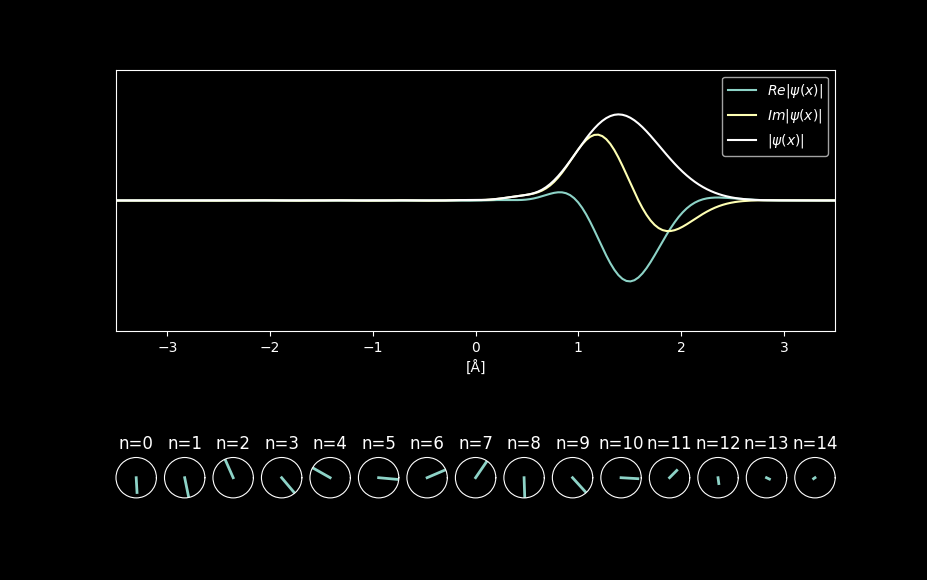 Re|ψ(x)|
Im|ψ(x)|
|ψ(x)|
−3 −2 −1 0 1 2 3
[Å]
n=0 n=1 n=2 n=3 n=4 n=5 n=6 n=7 n=8 n=9 n=10 n=11 n=12 n=13 n=14